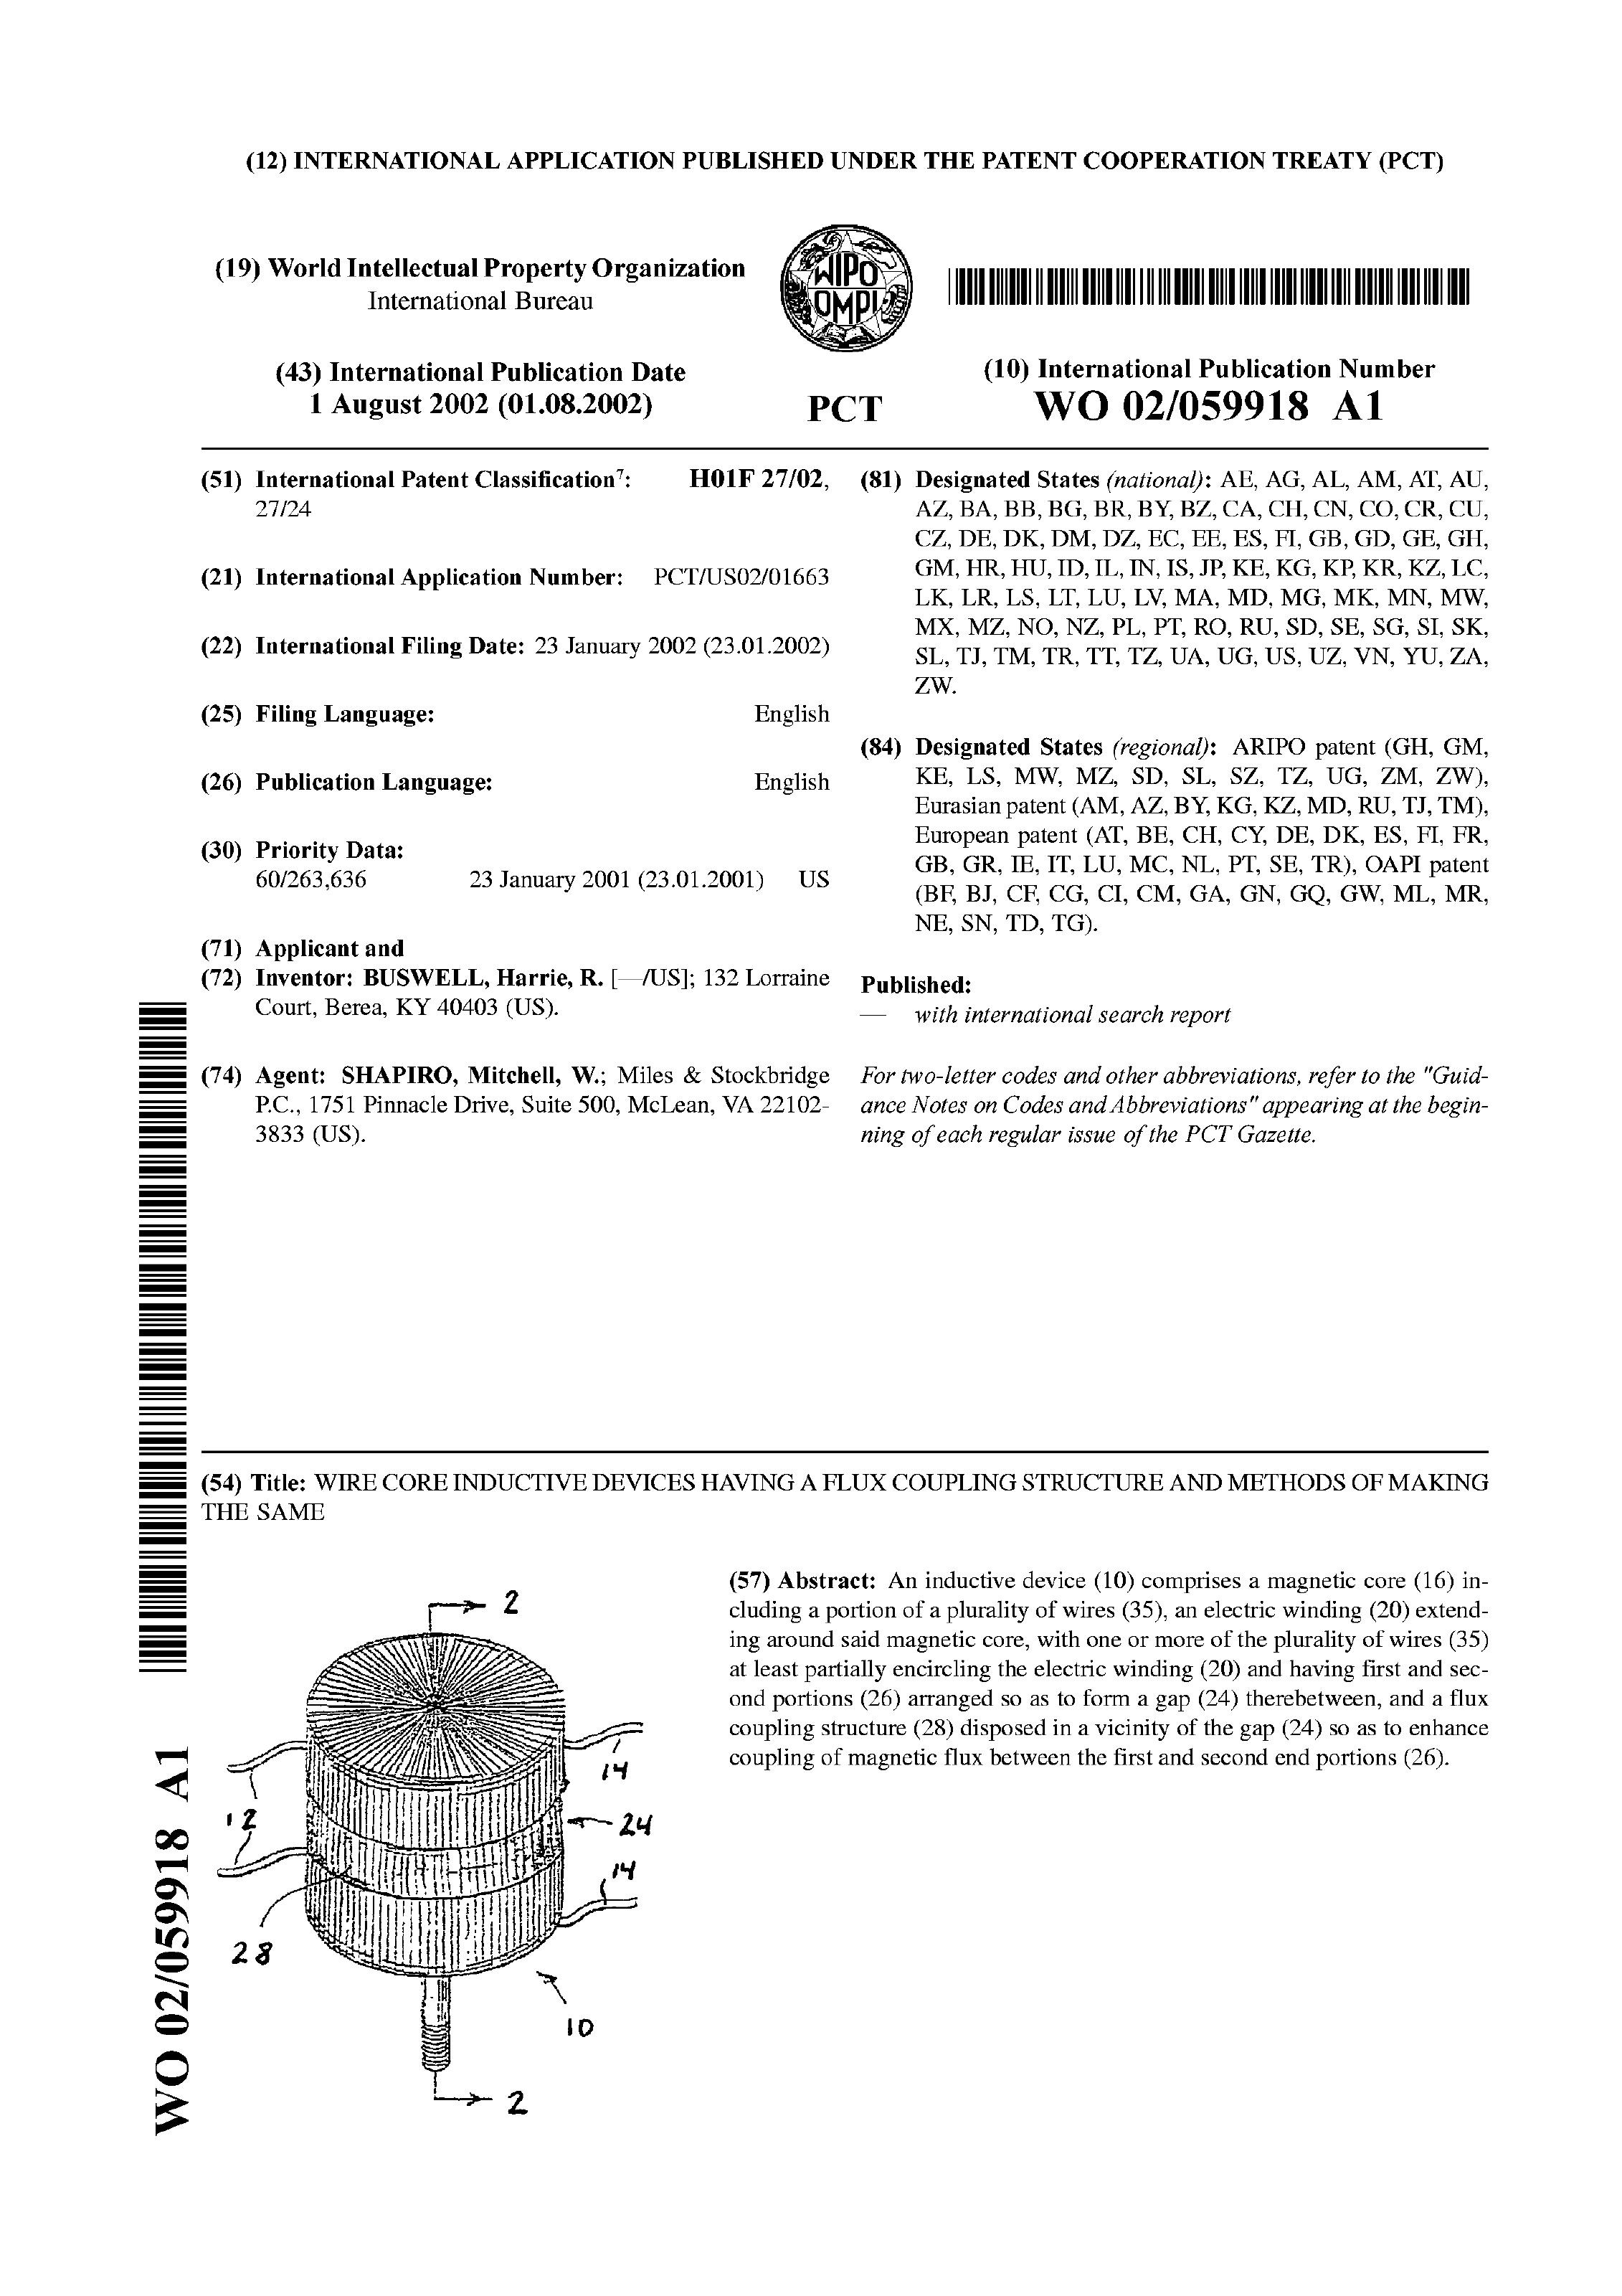 (12) INTERNATIONAL APPLICATION PUBLISHED UNDER THE PATENT COOPERATION TREATY (PCT)
(19) World Intellectual Property Organization
International Bureau
WIPO
OMPI
(43) International Publication Date
1 August 2002 (01.08.2002)
PCT
(10) International Publication Number
WO 02/059918 A1
(51) International Patent Classification7: H01F 27/02,
27/24
(21) International Application Number: PCT/US02/01663
(22) International Filing Date: 23 January 2002 (23.01.2002)
(25) Filing Language: English
(26) Publication Language: English
(30) Priority Data:
60/263,636 23 January 2001 (23.01.2001) US
(71) Applicant and
(72) Inventor: BUSWELL, Harrie, R. [—/US]; 132 Lorraine
Court, Berea, KY 40403 (US).
(74) Agent: SHAPIRO, Mitchell, W.; Miles & Stockbridge
P.C., 1751 Pinnacle Drive, Suite 500, McLean, VA 22102-
3833 (US).
(81) Designated States (national): AE, AG, AL, AM, AT, AU,
AZ, BA, BB, BG, BR, BY, BZ, CA, CH, CN, CO, CR, CU,
CZ, DE, DK, DM, DZ, EC, EE, ES, FI, GB, GD, GE, GH,
GM, HR, HU, ID, IL, IN, IS, JP, KE, KG, KP, KR, KZ, LC,
LK, LR, LS, LT, LU, LV, MA, MD, MG, MK, MN, MW,
MX, MZ, NO, NZ, PL, PT, RO, RU, SD, SE, SG, SI, SK,
SL, TJ, TM, TR, TT, TZ, UA, UG, US, UZ, VN, YU, ZA,
ZW.
(84) Designated States (regional): ARIPO patent (GH, GM,
KE, LS, MW, MZ, SD, SL, SZ, TZ, UG, ZM, ZW),
Eurasian patent (AM, AZ, BY, KG, KZ, MD, RU, TJ, TM),
European patent (AT, BE, CH, CY, DE, DK, ES, FI, FR,
GB, GR, IE, IT, LU, MC, NL, PT, SE, TR), OAPI patent
(BF, BJ, CF, CG, CI, CM, GA, GN, GQ, GW, ML, MR,
NE, SN, TD, TG).
Published:
— with international search report
For two-letter codes and other abbreviations, refer to the "Guid-
ance Notes on Codes and Abbreviations" appearing at the begin-
ning of each regular issue of the PCT Gazette.
(54) Title: WIRE CORE INDUCTIVE DEVICES HAVING A FLUX COUPLING STRUCTURE AND METHODS OF MAKING
THE SAME
(57) Abstract: An inductive device (10) comprises a magnetic core (16) in-
cluding a portion of a plurality of wires (35), an electric winding (20) extend-
ing around said magnetic core, with one or more of the plurality of wires (35)
at least partially encircling the electric winding (20) and having first and sec-
ond portions (26) arranged so as to form a gap (24) therebetween, and a flux
coupling structure (28) disposed in a vicinity of the gap (24) so as to enhance
coupling of magnetic flux between the first and second end portions (26).
2
14
12
24
14
28
10
2
WO 02/059918 A1